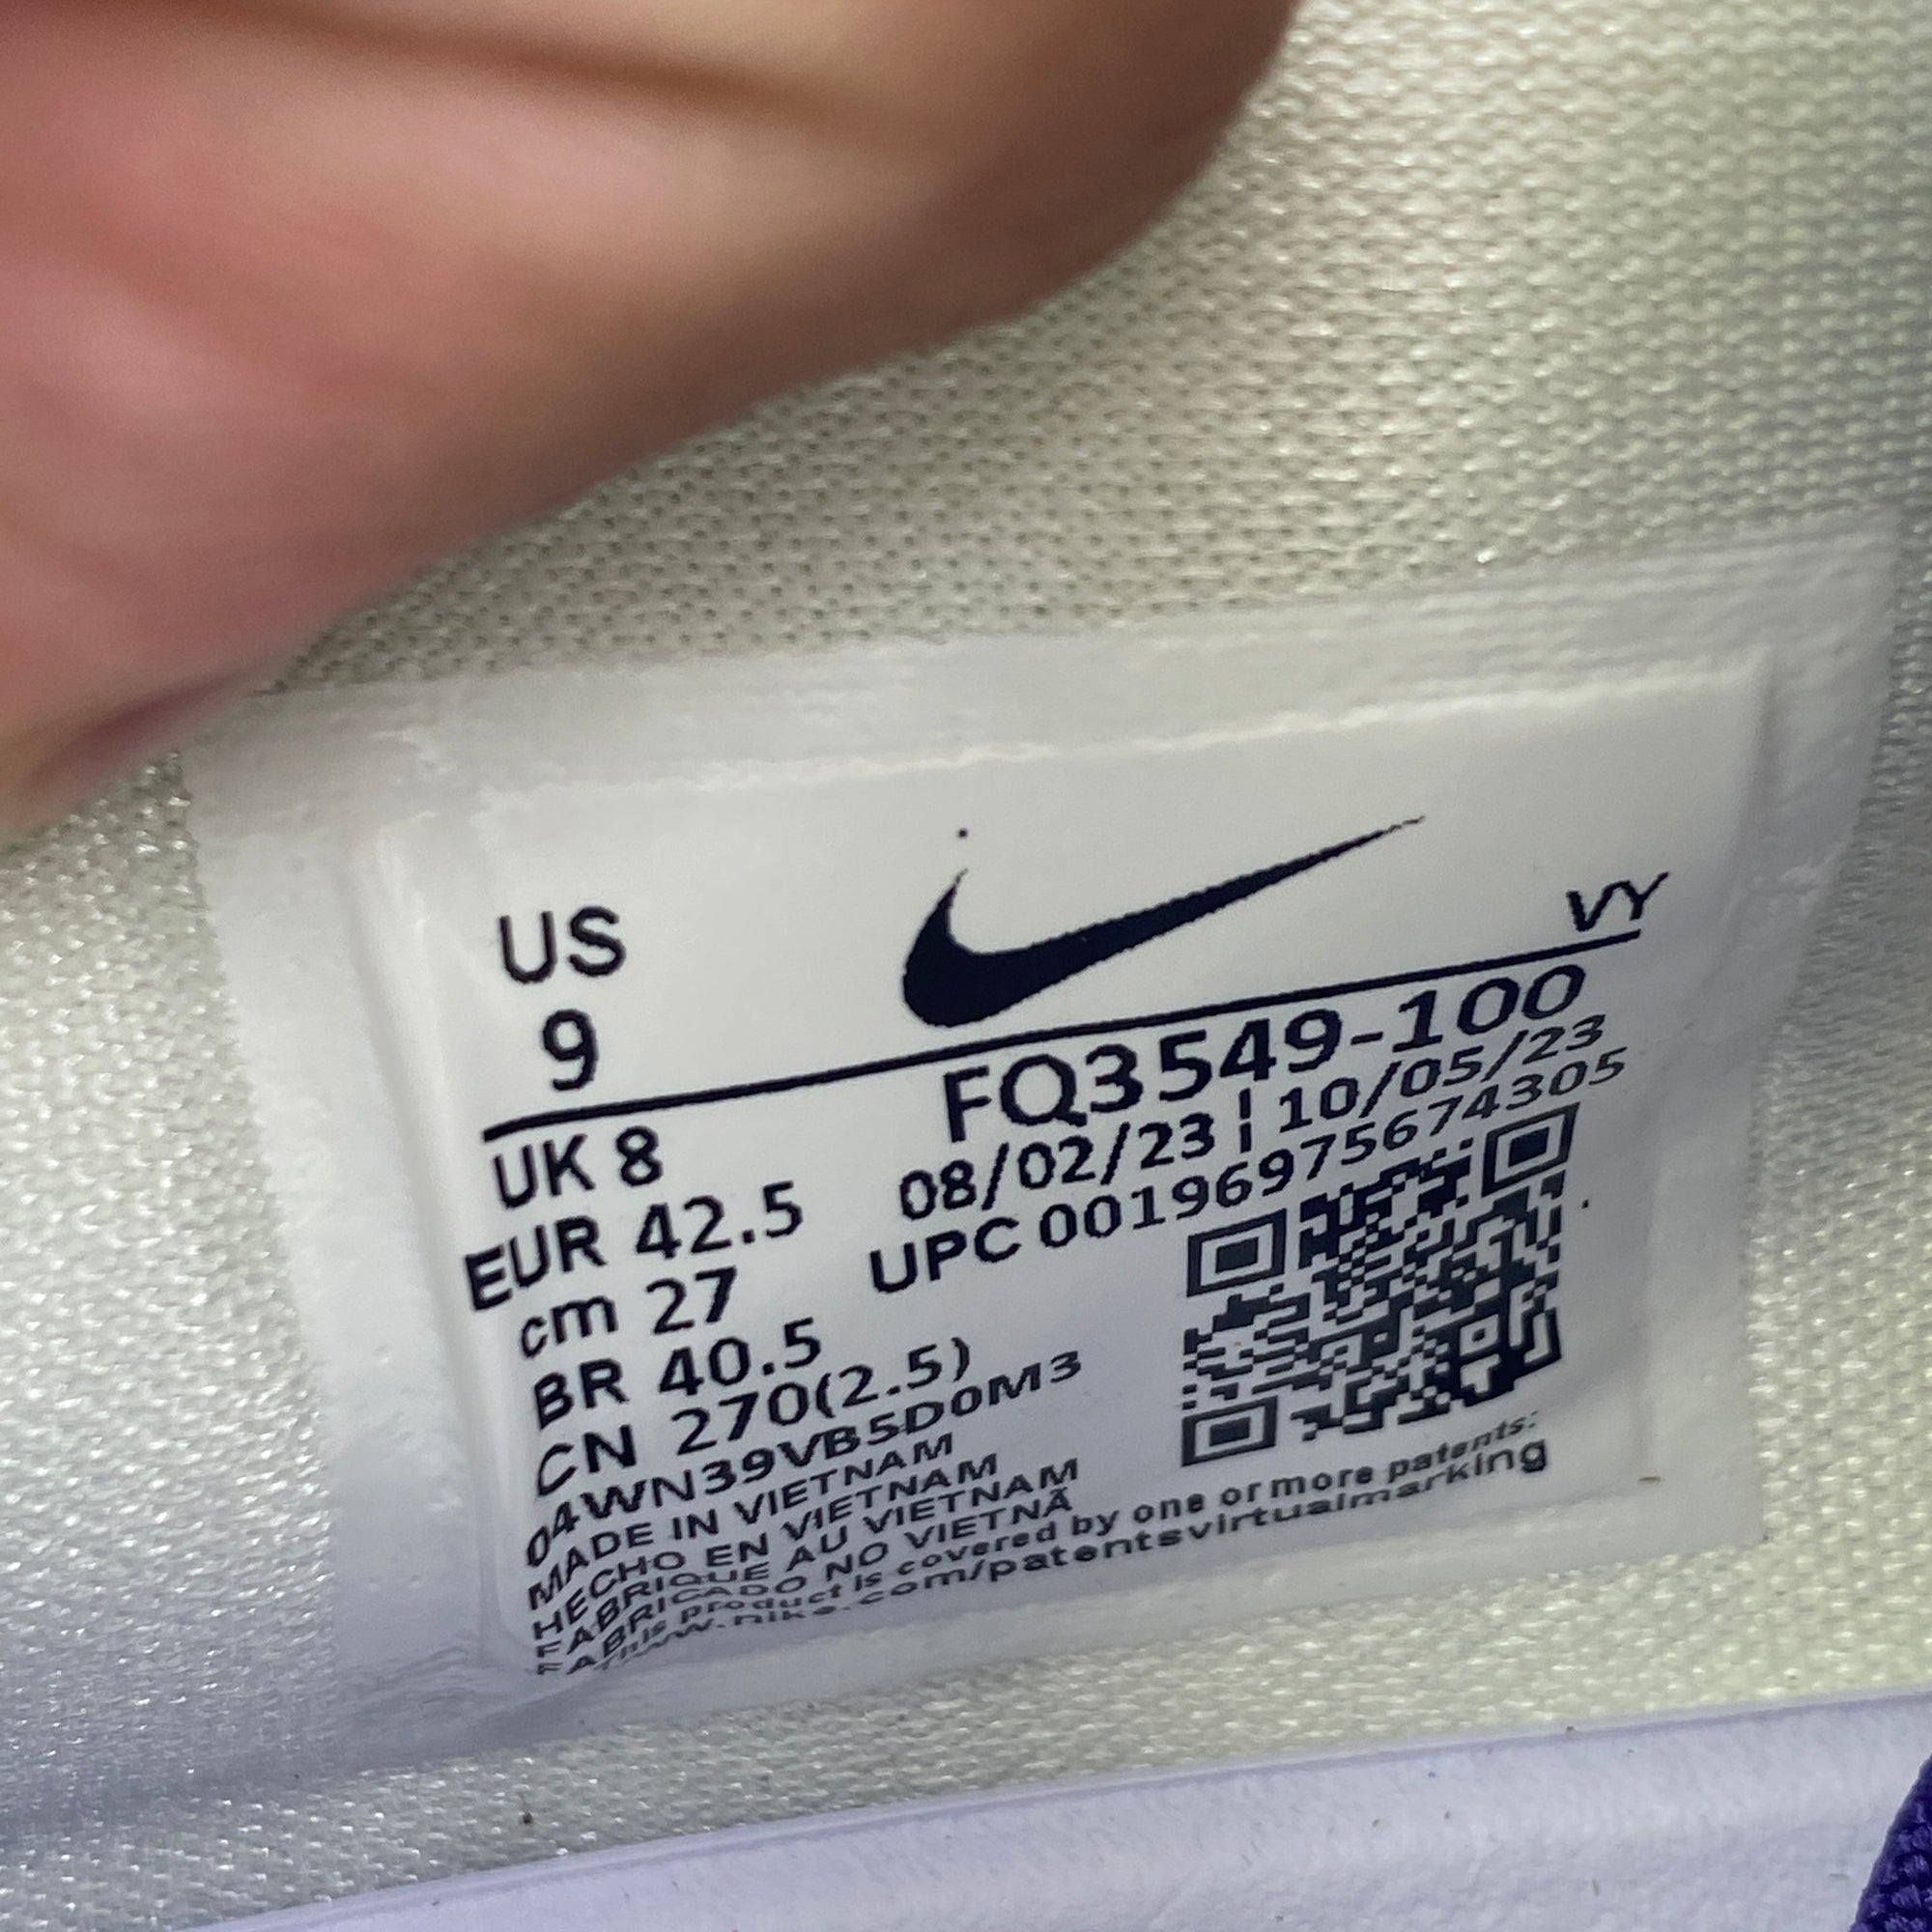 US
9
VY
UK 8
EUR 42.5
cm 27
BR 40.5
CN 270(2.5)
FQ3549-100
08/02/23 | 10/05/23
UPC 00196975674305
04WN39VB5D0M3
MADE IN VIETNAM
HECHO EN VIETNAM
FABRIQUE AU VIETNAM
FABRICADO NO VIETNÃ
This product is covered by one or more patents:
www.nike.com/patentsvirtualmarking